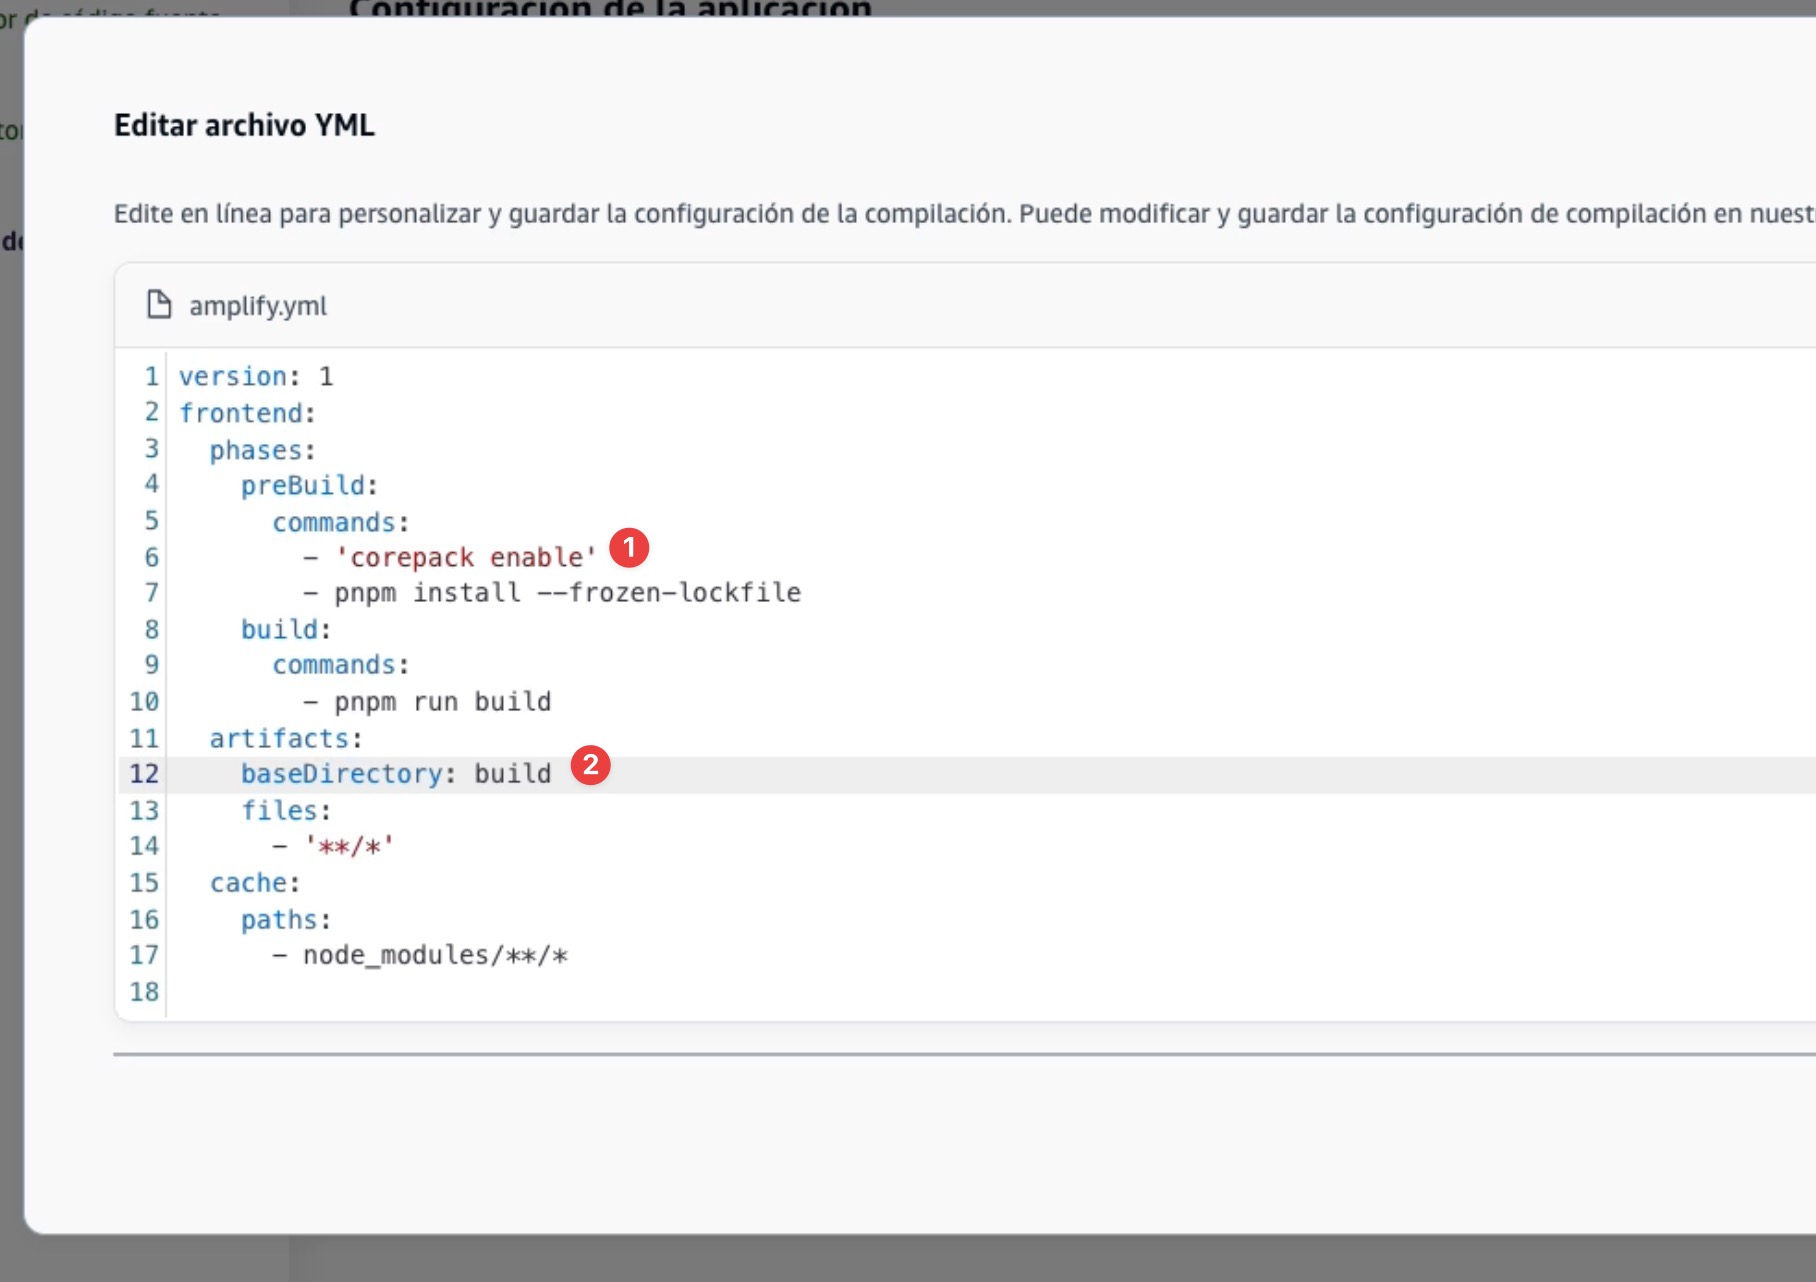 Configuración de la aplicación
Editar archivo YML
Edite en línea para personalizar y guardar la configuración de la compilación. Puede modificar y guardar la configuración de compilación en nuest
amplify.yml
1 version: 1
2 frontend:
3   phases:
4     preBuild:
5       commands:
6         - 'corepack enable' 1
7         - pnpm install --frozen-lockfile
8     build:
9       commands:
10         - pnpm run build
11   artifacts:
12     baseDirectory: build 2
13     files:
14       - '**/*'
15   cache:
16     paths:
17       - node_modules/**/*
18